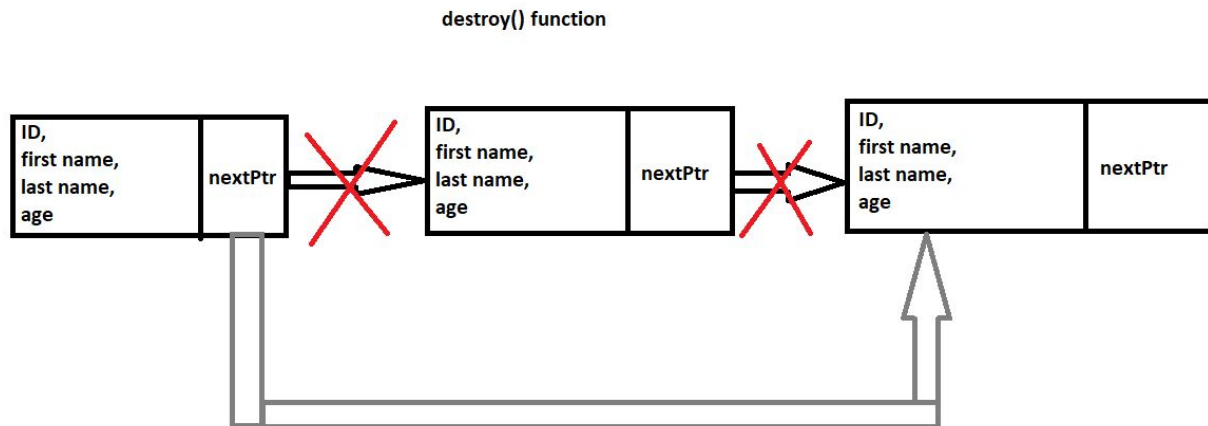 destroy() function
ID,
first name,
last name,
age
nextPtr
ID,
first name,
last name,
age
nextPtr
ID,
first name,
last name,
age
nextPtr